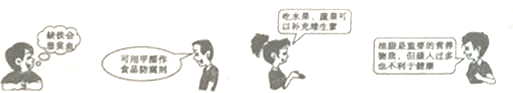 缺铁会
患贫血
可用甲醛作
食品防腐剂
吃水果、蔬菜可
以补充维生素
油脂是重要的营养
物质,但摄入过多
也不利于健康